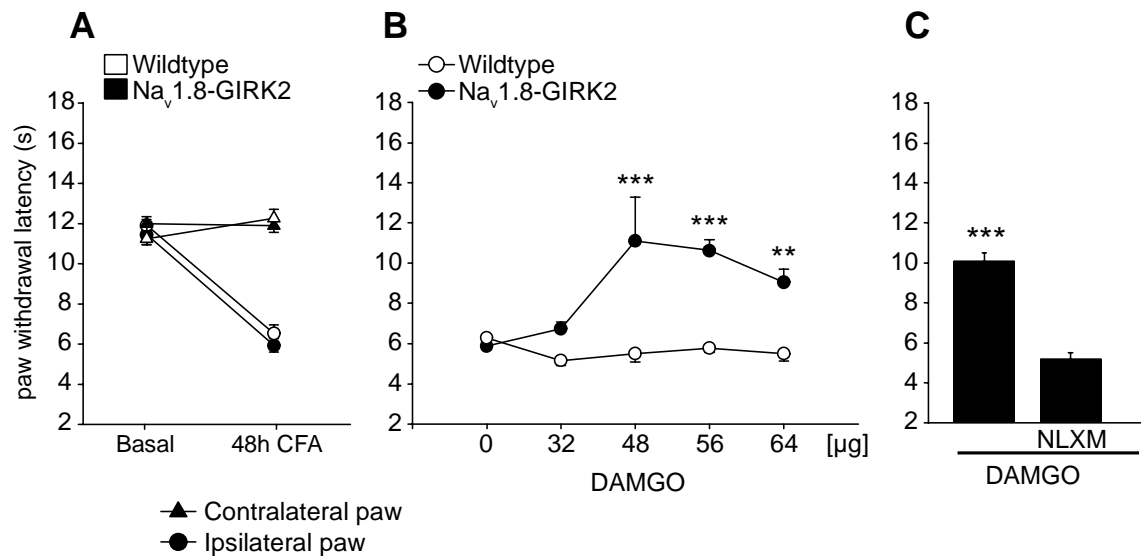 A
B
C
Wildtype
Nav1.8-GIRK2
Wildtype
Nav1.8-GIRK2
paw withdrawal latency (s)
18
16
14
12
10
8
6
4
2
Basal
48h CFA
18
16
14
12
10
8
6
4
2
***
***
**
0
32
48
56
64
[µg]
DAMGO
18
16
14
12
10
8
6
4
2
***
NLXM
DAMGO
Contralateral paw
Ipsilateral paw